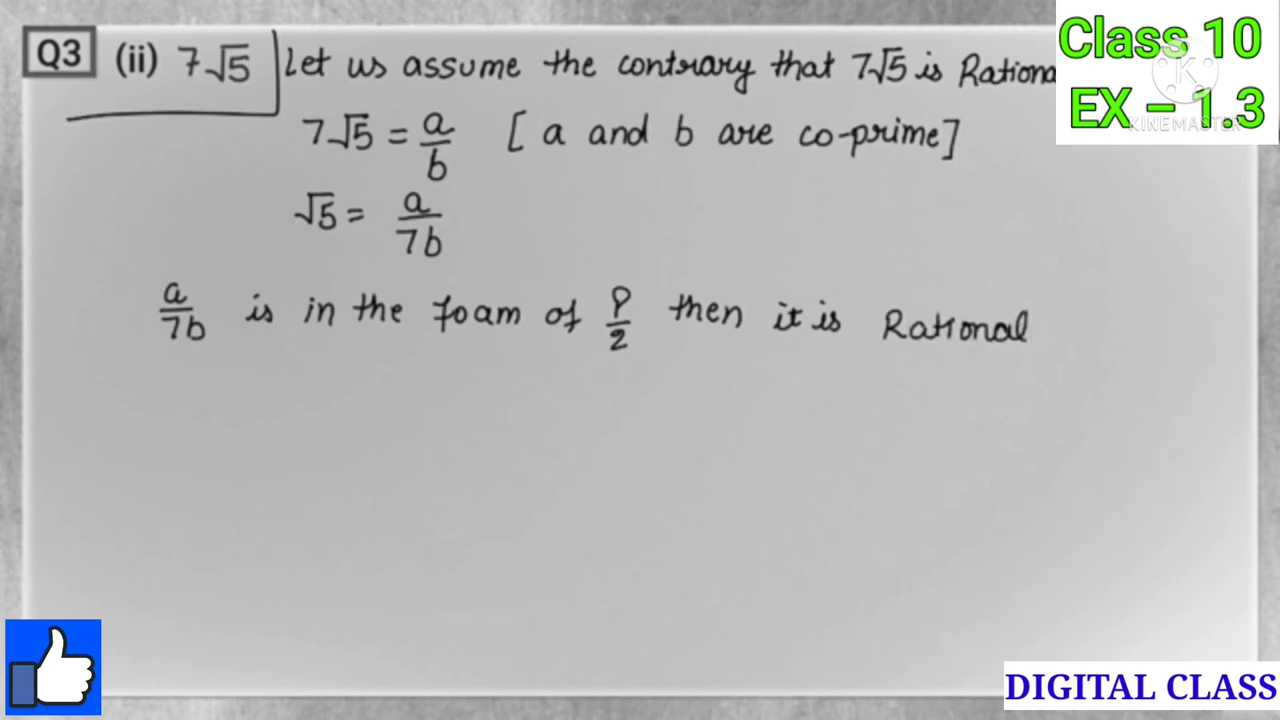 Q3 (ii) 7√5 Let us assume the contrary that 7√5 is Rationa
Class 10
EX – 1.3
KINEMASTER
7√5 = a/b [ a and b are co-prime]
√5 = a/7b
a/7b is in the foam of P/2 then it is Rational
DIGITAL CLASS